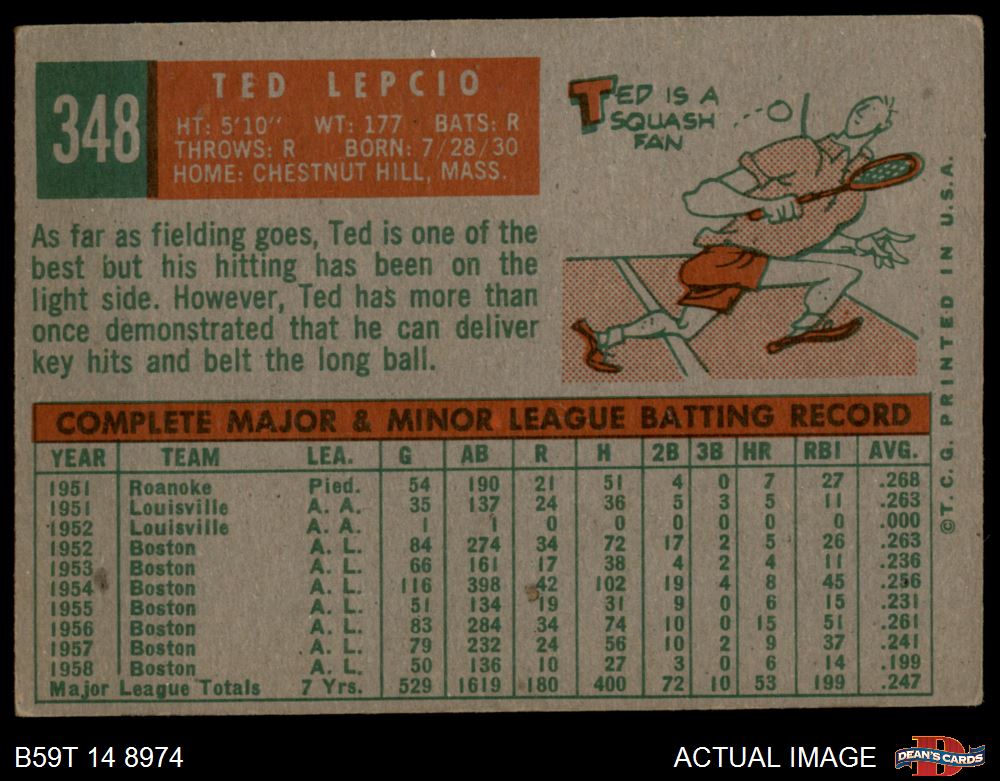 348
TED LEPCIO
HT: 5'10" WT: 177 BATS: R
THROWS: R BORN: 7/28/30
HOME: CHESTNUT HILL, MASS.
TED IS A
SQUASH
FAN
As far as fielding goes, Ted is one of the
best but his hitting has been on the
light side. However, Ted has more than
once demonstrated that he can deliver
key hits and belt the long ball.
COMPLETE MAJOR & MINOR LEAGUE BATTING RECORD
YEAR TEAM LEA. G AB R H 2B 3B HR RBI AVG.
1951 Roanoke Pied. 54 190 21 51 4 0 7 27 .268
1951 Louisville A. A. 35 137 24 36 5 3 5 11 .263
1952 Louisville A. A. 1 1 0 0 0 0 0 0 .000
1952 Boston A. L. 84 274 34 72 17 2 5 26 .263
1953 Boston A. L. 66 161 17 38 4 2 4 11 .236
1954 Boston A. L. 116 398 42 102 19 4 8 45 .256
1955 Boston A. L. 51 134 19 31 9 0 6 15 .231
1956 Boston A. L. 83 284 34 74 10 0 15 51 .261
1957 Boston A. L. 79 232 24 56 10 2 9 37 .241
1958 Boston A. L. 50 136 10 27 3 0 6 14 .199
Major League Totals 7 Yrs. 529 1619 180 400 72 10 53 199 .247
©T. C. G. PRINTED IN U.S.A.
B59T 14 8974
ACTUAL IMAGE
D
DEAN'S CARDS